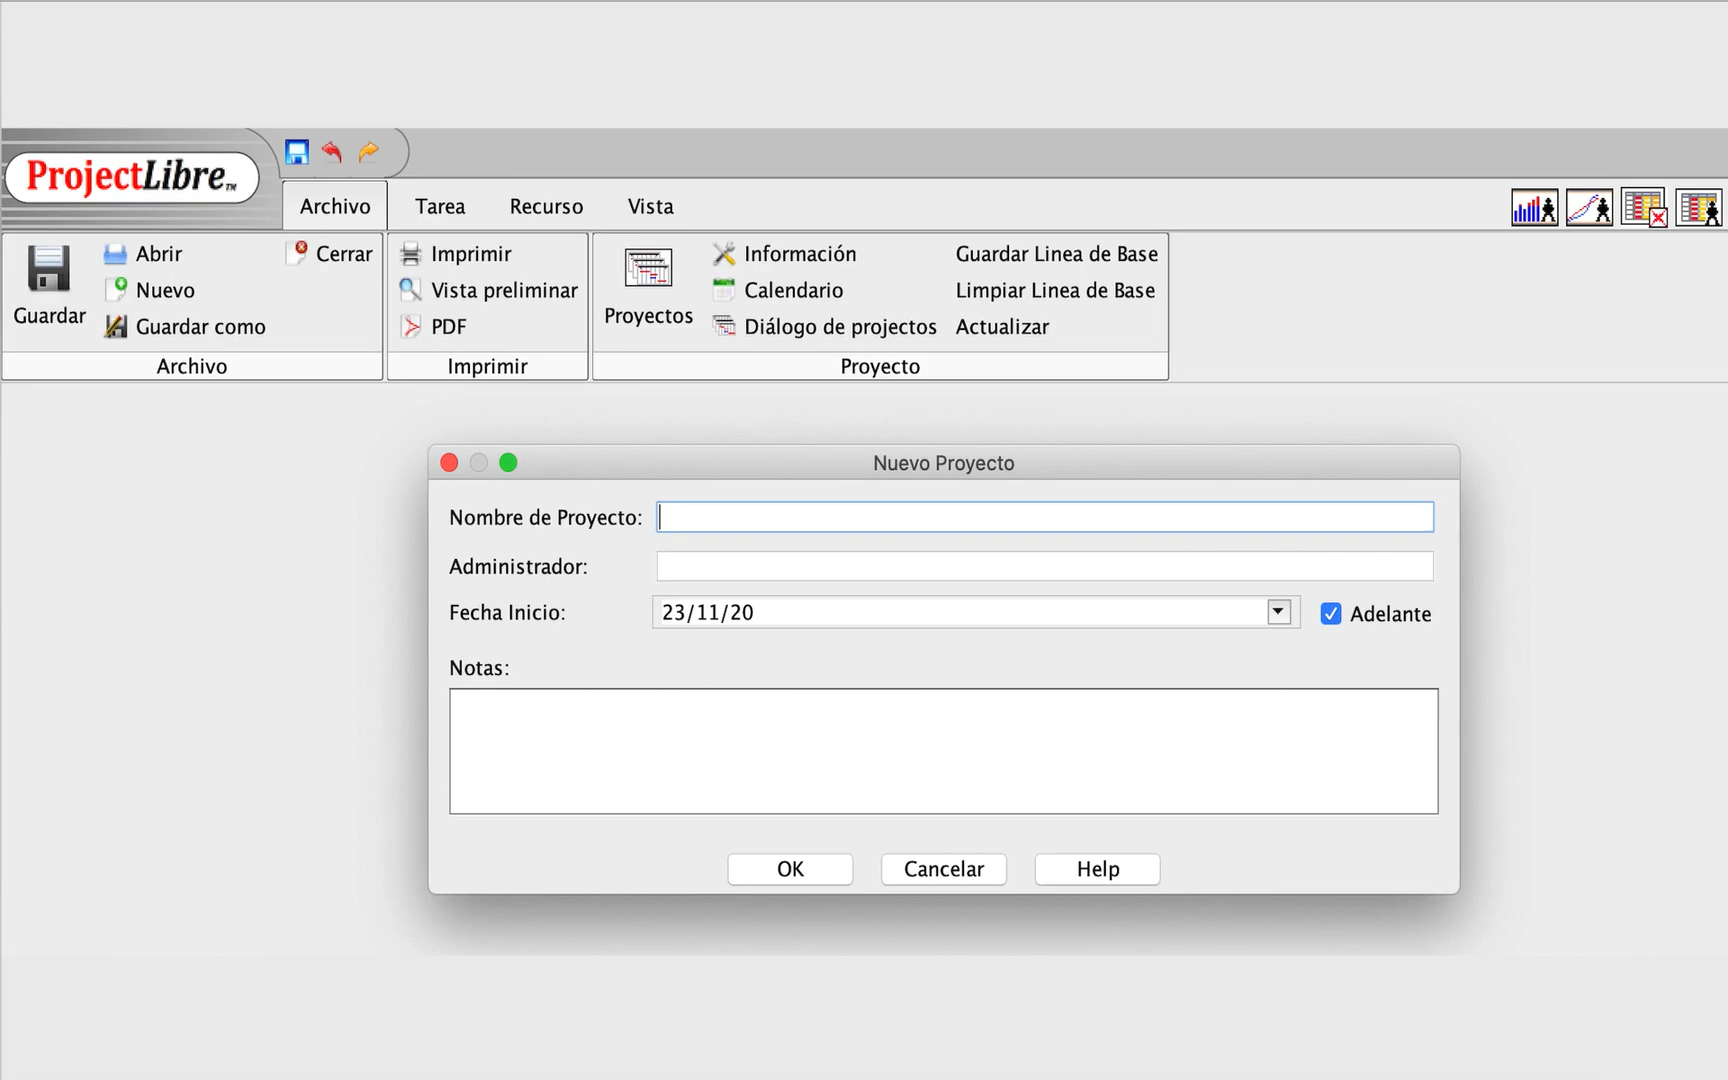 ProjectLibre™
Archivo Tarea Recurso Vista
Guardar
Abrir
Nuevo
Guardar como
Cerrar
Archivo
Imprimir
Vista preliminar
PDF
Imprimir
Proyectos
Información
Calendario
Diálogo de projectos
Guardar Linea de Base
Limpiar Linea de Base
Actualizar
Proyecto
Nuevo Proyecto
Nombre de Proyecto:
Administrador:
Fecha Inicio: 23/11/20 Adelante
Notas:
OK Cancelar Help